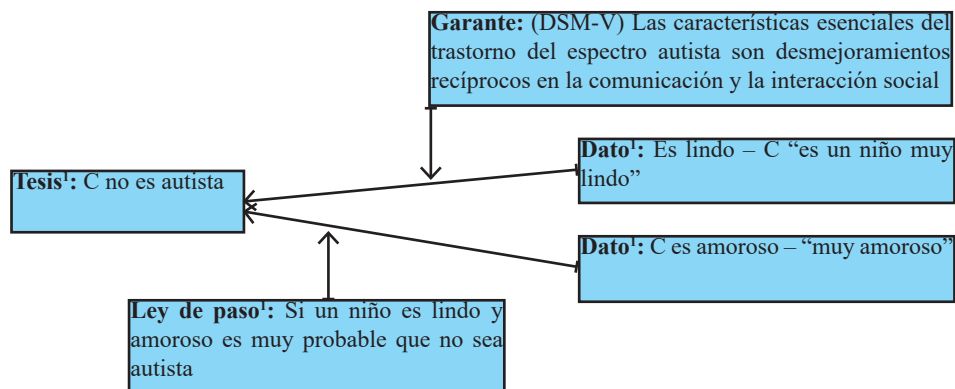 Garante: (DSM-V) Las características esenciales del
trastorno del espectro autista son desmejoramientos
recíprocos en la comunicación y la interacción social
Dato¹: Es lindo – C “es un niño muy
lindo”
Tesis¹: C no es autista
Dato¹: C es amoroso – “muy amoroso”
Ley de paso¹: Si un niño es lindo y
amoroso es muy probable que no sea
autista